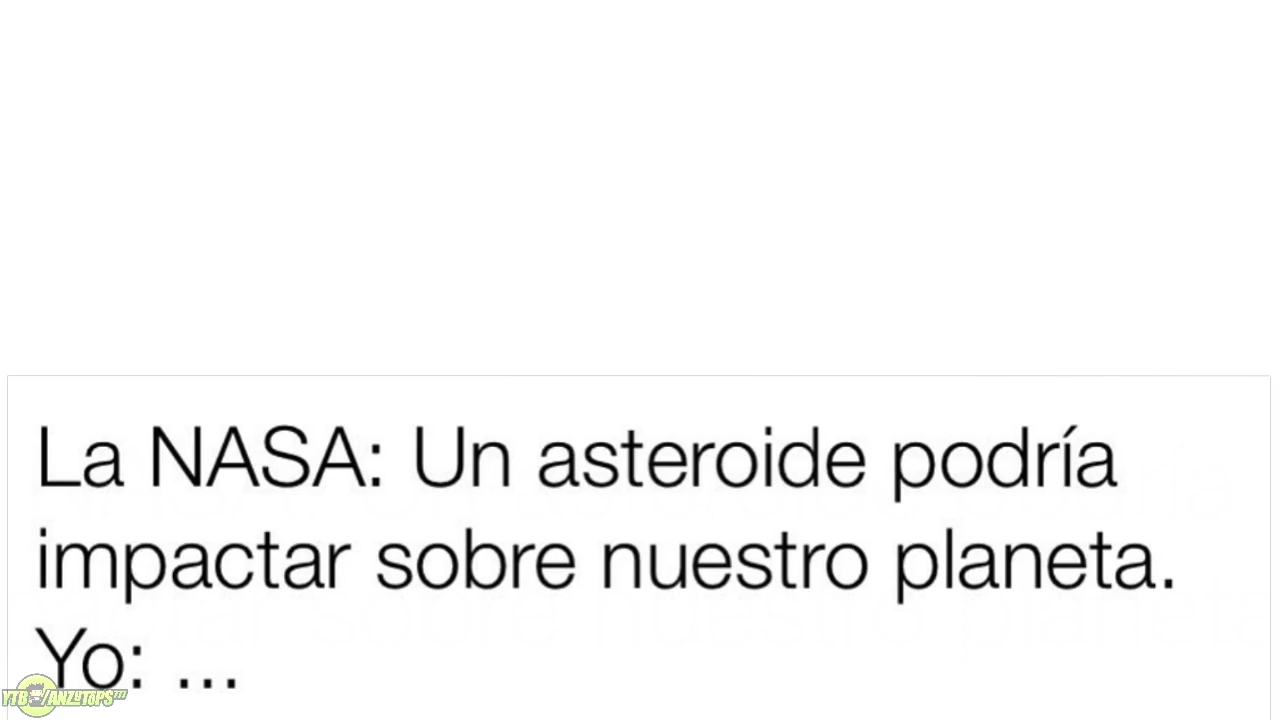 La NASA: Un asteroide podría
impactar sobre nuestro planeta.
Yo: ...